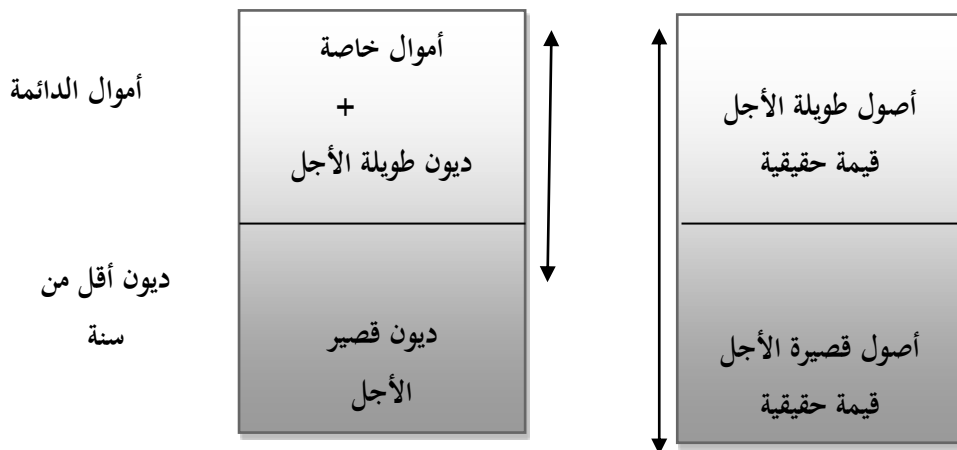 أصول طويلة الأجل
قيمة حقيقية
أصول قصيرة الأجل
قيمة حقيقية
أموال خاصة
+
ديون طويلة الأجل
ديون قصير
الأجل
أموال الدائمة
ديون أقل من
سنة